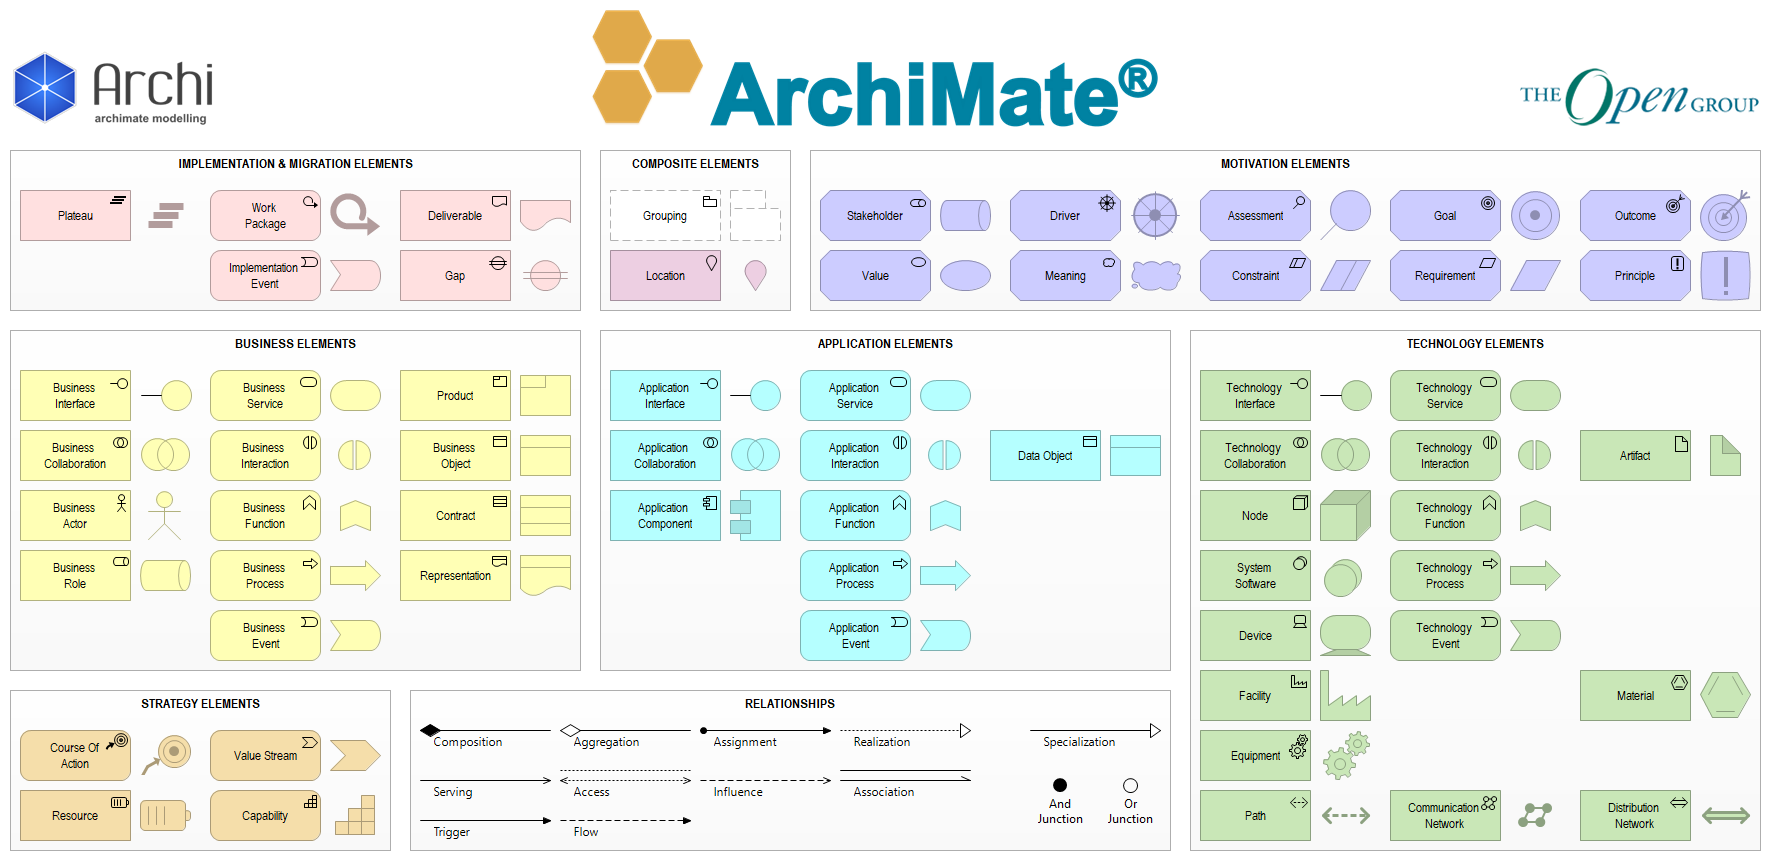 Archi
archimate modelling
ArchiMate®
THE Open GROUP
IMPLEMENTATION & MIGRATION ELEMENTS
Plateau
Work
Package
Deliverable
Implementation
Event
Gap
COMPOSITE ELEMENTS
Grouping
Location
MOTIVATION ELEMENTS
Stakeholder
Driver
Assessment
Goal
Outcome
Value
Meaning
Constraint
Requirement
Principle
BUSINESS ELEMENTS
Business
Interface
Business
Service
Product
Business
Collaboration
Business
Interaction
Business
Object
Business
Actor
Business
Function
Contract
Business
Role
Business
Process
Representation
Business
Event
APPLICATION ELEMENTS
Application
Interface
Application
Service
Application
Collaboration
Application
Interaction
Data Object
Application
Component
Application
Function
Application
Process
Application
Event
TECHNOLOGY ELEMENTS
Technology
Interface
Technology
Service
Technology
Collaboration
Technology
Interaction
Artifact
Node
Technology
Function
System
Software
Technology
Process
Device
Technology
Event
Facility
Material
Equipment
Path
Communication
Network
Distribution
Network
STRATEGY ELEMENTS
Course Of
Action
Value Stream
Resource
Capability
RELATIONSHIPS
Composition
Aggregation
Assignment
Realization
Specialization
Serving
Access
Influence
Association
And
Junction
Or
Junction
Trigger
Flow